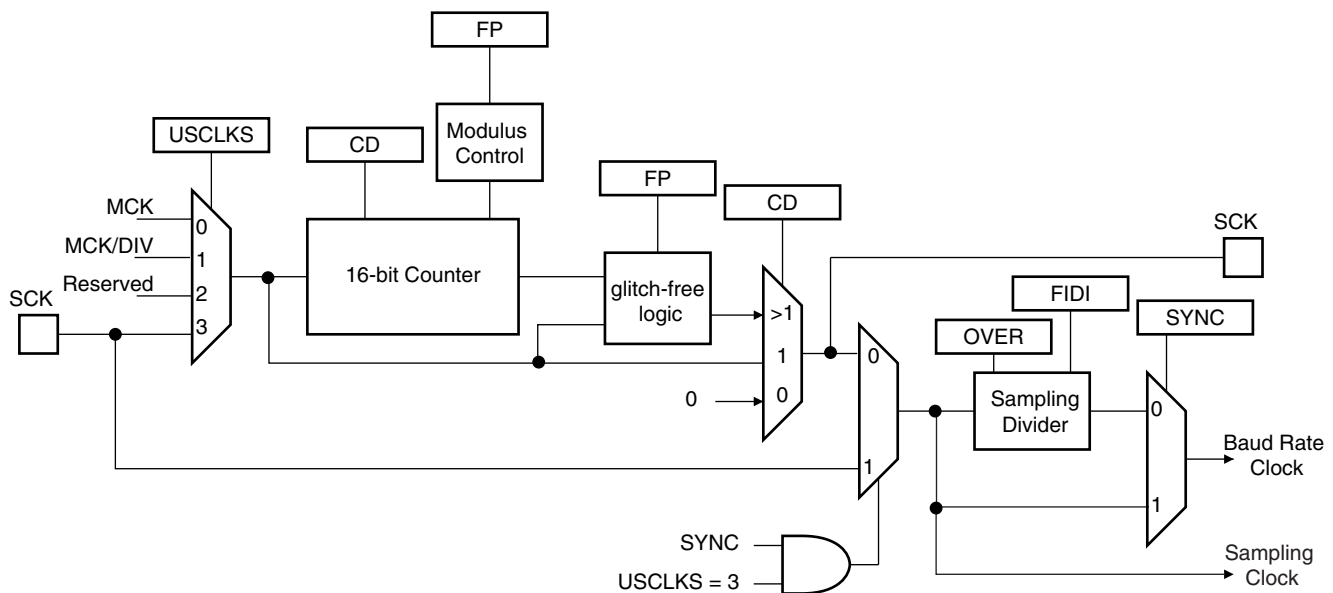 FP
USCLKS
CD
Modulus
Control
FP
CD
MCK
0
MCK/DIV
1
Reserved
2
SCK
3
16-bit Counter
glitch-free
logic
>1
1
0
0
SCK
FIDI
OVER
SYNC
0
1
Sampling
Divider
0
1
Baud Rate
Clock
SYNC
USCLKS = 3
Sampling
Clock